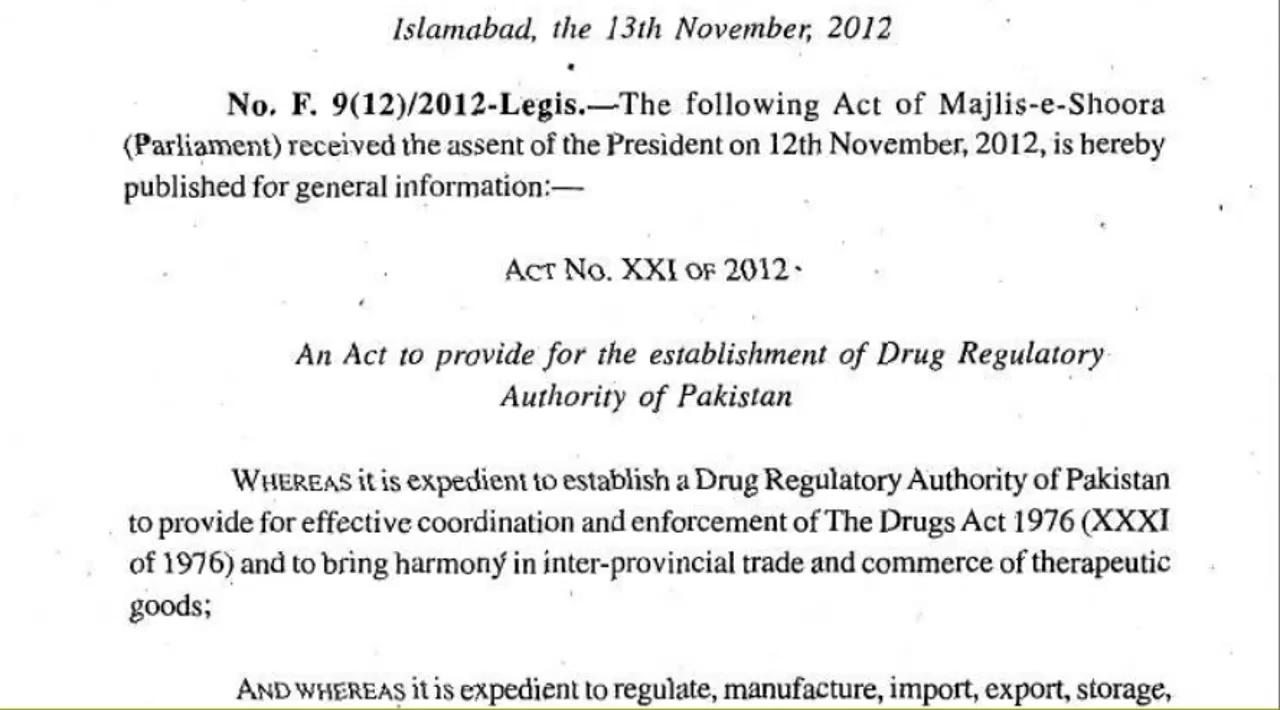 Islamabad, the 13th November, 2012
No. F. 9(12)/2012-Legis.—The following Act of Majlis-e-Shoora
(Parliament) received the assent of the President on 12th November, 2012, is hereby
published for general information:—
ACT No. XXI OF 2012
An Act to provide for the establishment of Drug Regulatory
Authority of Pakistan
WHEREAS it is expedient to establish a Drug Regulatory Authority of Pakistan
to provide for effective coordination and enforcement of The Drugs Act 1976 (XXXI
of 1976) and to bring harmony in inter-provincial trade and commerce of therapeutic
goods;
AND WHEREAS it is expedient to regulate, manufacture, import, export, storage,